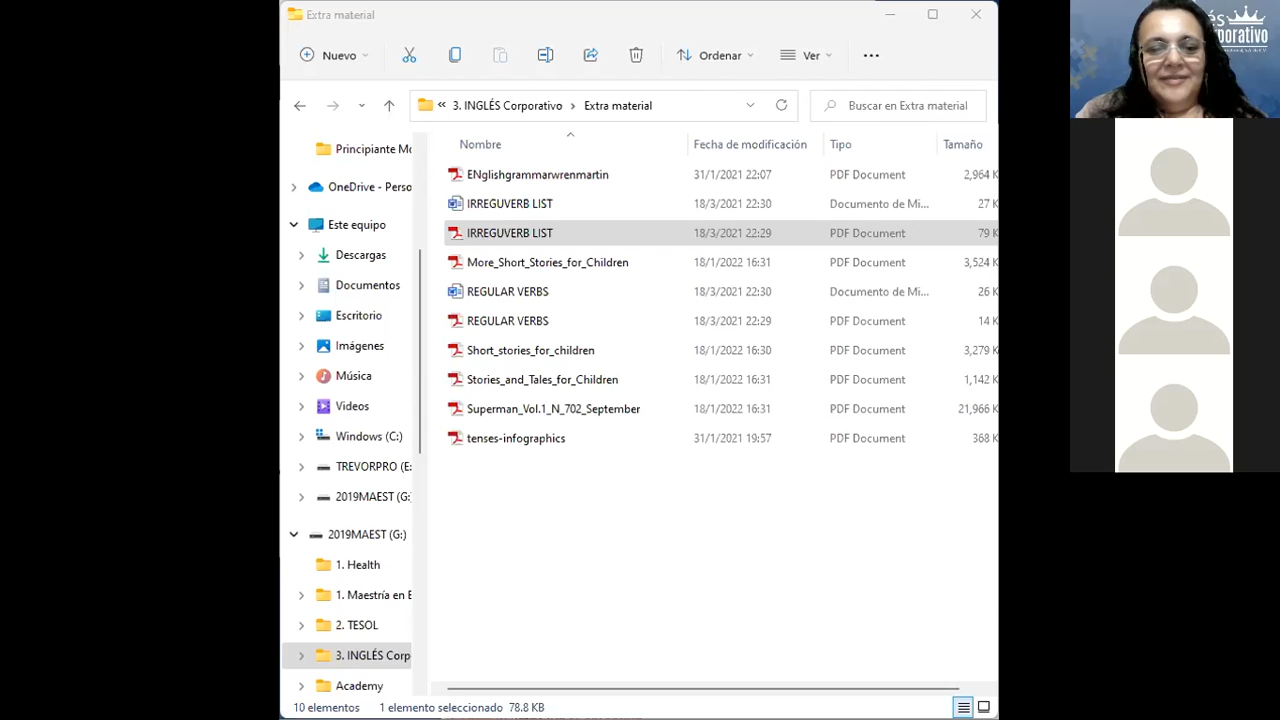 Extra material
Nuevo
Ordenar
Ver
« 3. INGLÉS Corporativo > Extra material
Buscar en Extra material
Nombre Fecha de modificación Tipo Tamaño
ENglishgrammarwrenmartin 31/1/2021 22:07 PDF Document 2,964 K
IRREGUVERB LIST 18/3/2021 22:30 Documento de Mi... 27 K
IRREGUVERB LIST 18/3/2021 22:29 PDF Document 79 K
More_Short_Stories_for_Children 18/1/2022 16:31 PDF Document 3,524 K
REGULAR VERBS 18/3/2021 22:30 Documento de Mi... 26 K
REGULAR VERBS 18/3/2021 22:29 PDF Document 14 K
Short_stories_for_children 18/1/2022 16:30 PDF Document 3,279 K
Stories_and_Tales_for_Children 18/1/2022 16:31 PDF Document 1,142 K
Superman_Vol.1_N_702_September 18/1/2022 16:31 PDF Document 21,966 K
tenses-infographics 31/1/2021 19:57 PDF Document 368 K
Principiante Mo
OneDrive - Perso
Este equipo
Descargas
Documentos
Escritorio
Imágenes
Música
Videos
Windows (C:)
TREVORPRO (E:
2019MAEST (G:
2019MAEST (G:)
1. Health
1. Maestría en E
2. TESOL
3. INGLÉS Corp
Academy
10 elementos 1 elemento seleccionado 78.8 KB
és
orporativo